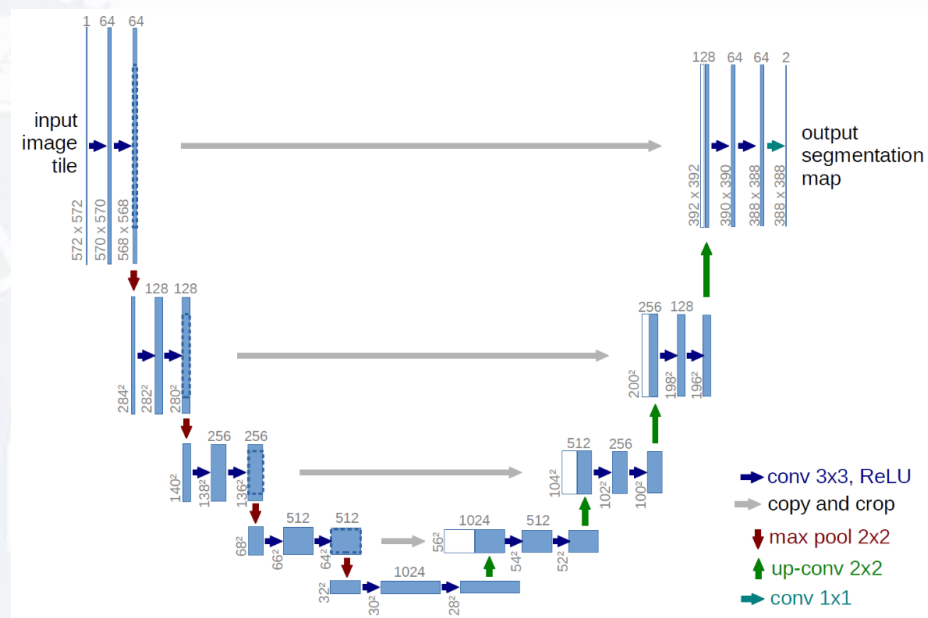 1 64 64
128 64 64 2
input
image
tile
output
segmentation
map
572 x 572
570 x 570
568 x 568
392 x 392
390 x 390
388 x 388
388 x 388
128 128
256 128
284²
282²
280²
200²
198²
196²
256 256
512 256
140²
138²
136²
104²
102²
100²
512 512
1024 512
68²
66²
64²
56²
54²
52²
1024
32²
30²
28²
conv 3x3, ReLU
copy and crop
max pool 2x2
up-conv 2x2
conv 1x1